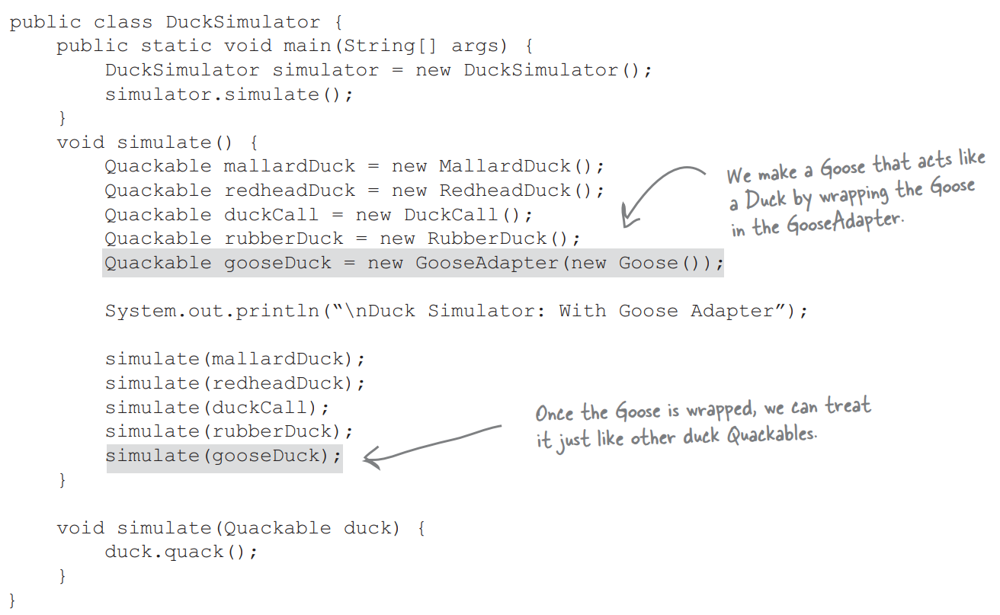 public class DuckSimulator {
public static void main(String[] args) {
DuckSimulator simulator = new DuckSimulator();
simulator.simulate();
}
void simulate() {
Quackable mallardDuck = new MallardDuck();
Quackable redheadDuck = new RedheadDuck();
Quackable duckCall = new DuckCall();
Quackable rubberDuck = new RubberDuck();
Quackable gooseDuck = new GooseAdapter(new Goose());
We make a Goose that acts like
a Duck by wrapping the Goose
in the GooseAdapter.
System.out.println(“\nDuck Simulator: With Goose Adapter”);
simulate(mallardDuck);
simulate(redheadDuck);
simulate(duckCall);
simulate(rubberDuck);
simulate(gooseDuck);
Once the Goose is wrapped, we can treat
it just like other duck Quackables.
}
void simulate(Quackable duck) {
duck.quack();
}
}